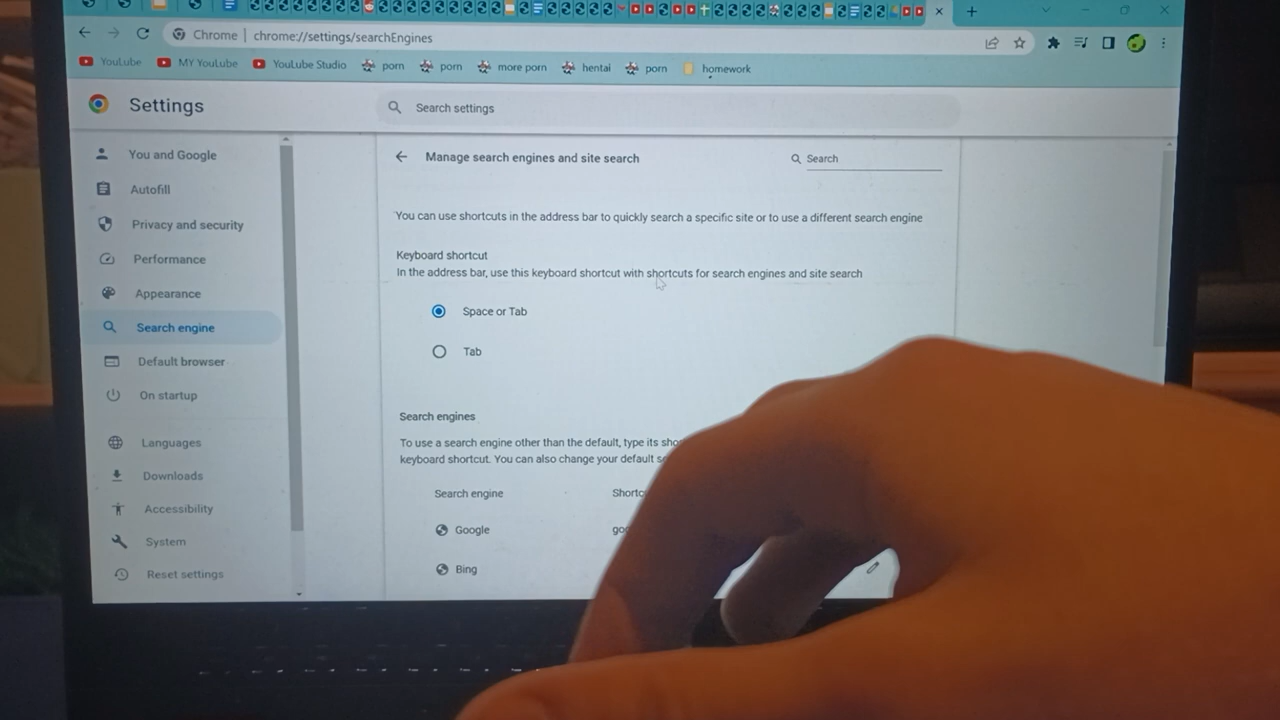 Chrome | chrome://settings/searchEngines
YouTube MY YouTube YouTube Studio porn porn more porn hentai porn homework
Settings
Search settings
You and Google
Autofill
Privacy and security
Performance
Appearance
Search engine
Default browser
On startup
Languages
Downloads
Accessibility
System
Reset settings
Manage search engines and site search
Search
You can use shortcuts in the address bar to quickly search a specific site or to use a different search engine
Keyboard shortcut
In the address bar, use this keyboard shortcut with shortcuts for search engines and site search
Space or Tab
Tab
Search engines
To use a search engine other than the default, type its
keyboard shortcut. You can also change your default
Search engine
Google
Bing